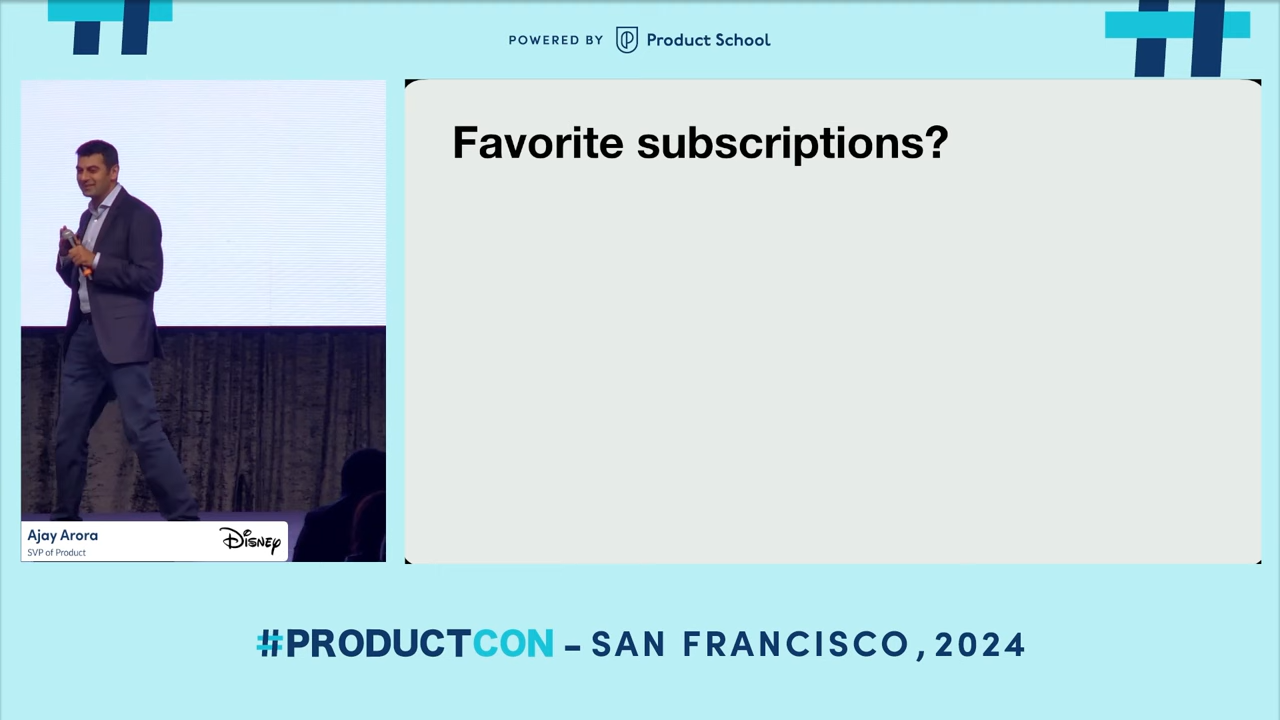 POWERED BY Product School
Favorite subscriptions?
Ajay Arora
SVP of Product
Disney
#PRODUCTCON – SAN FRANCISCO, 2024